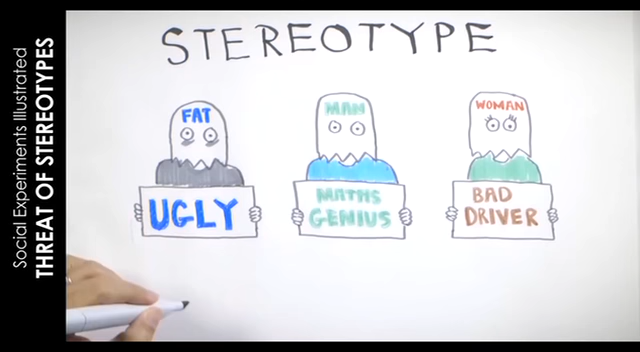 Social Experiments Illustrated
THREAT OF STEREOTYPES
STEREOTYPE
FAT
UGLY
MAN
MATHS
GENIUS
WOMAN
BAD
DRIVER